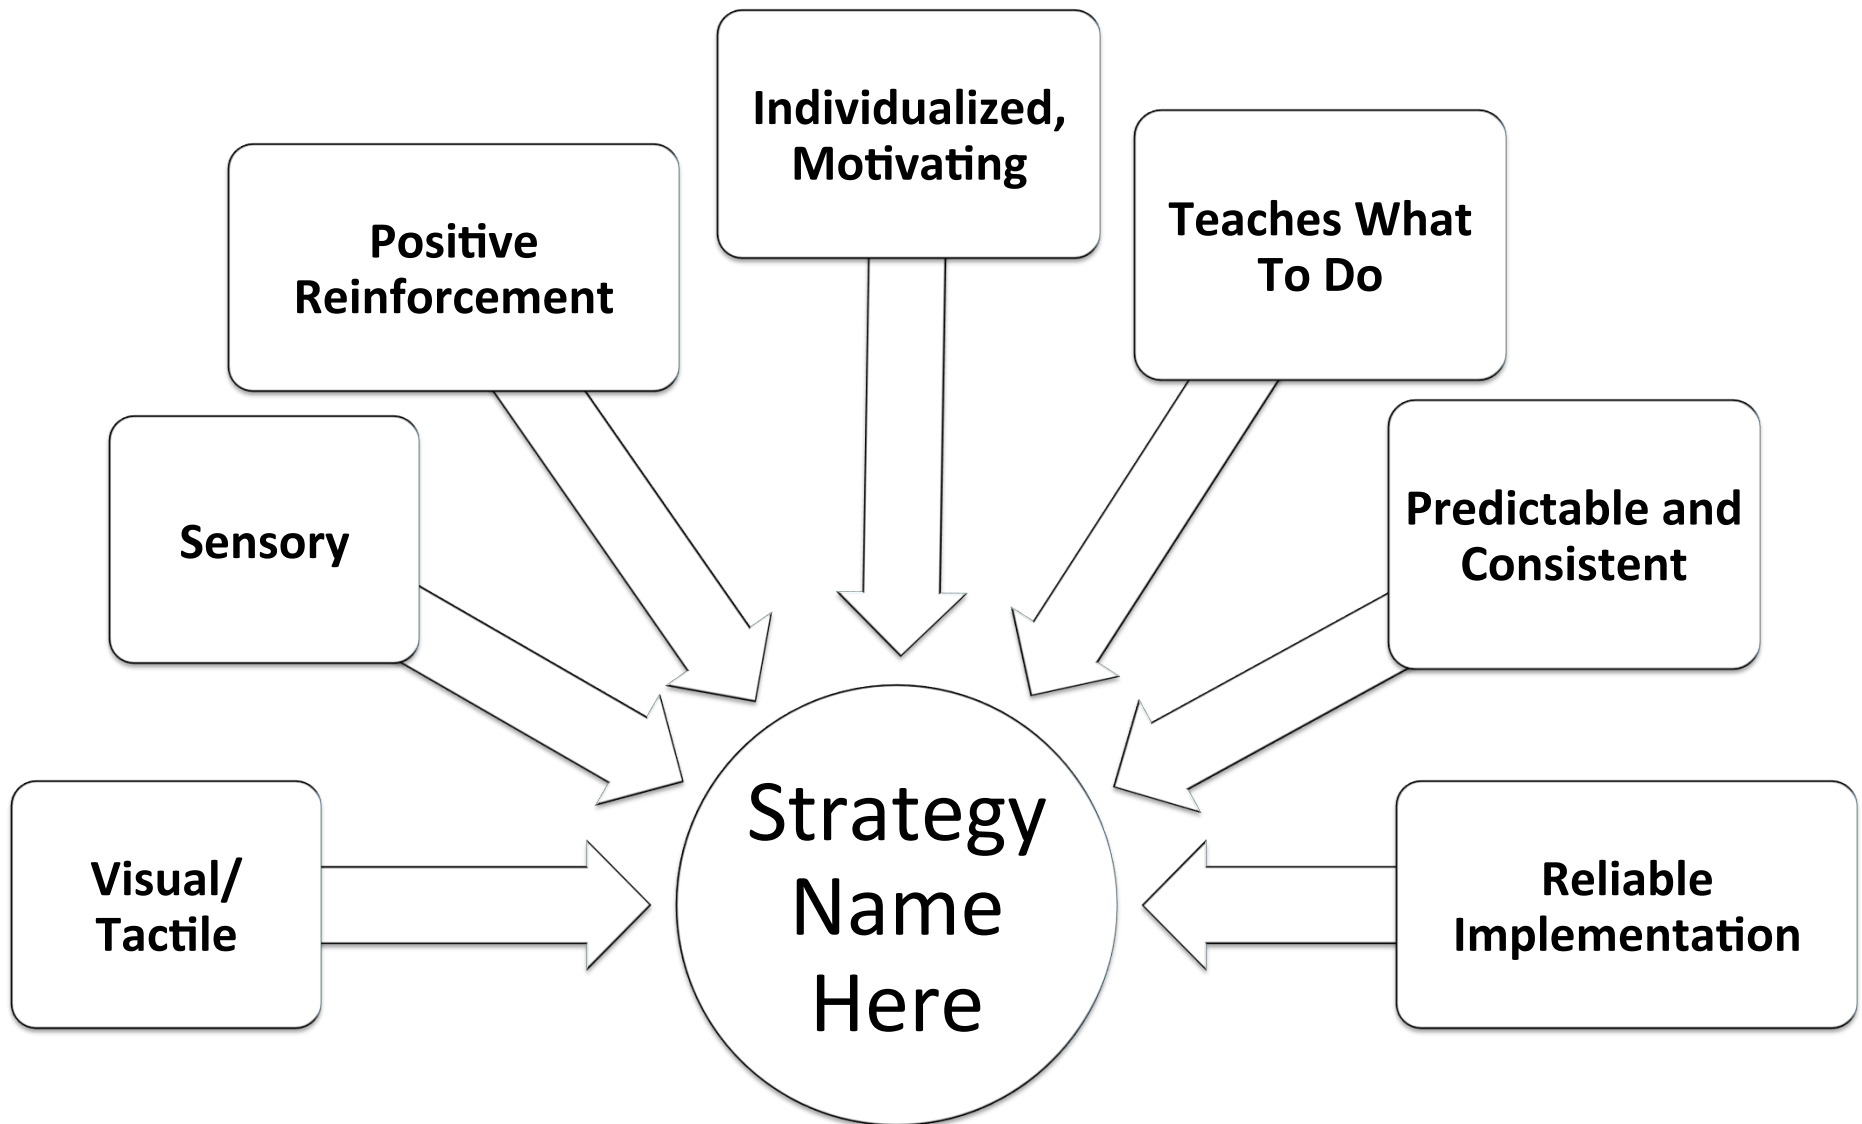 Individualized,
Motivating
Positive
Reinforcement
Teaches What
To Do
Sensory
Predictable and
Consistent
Visual/
Tactile
Strategy
Name
Here
Reliable
Implementation